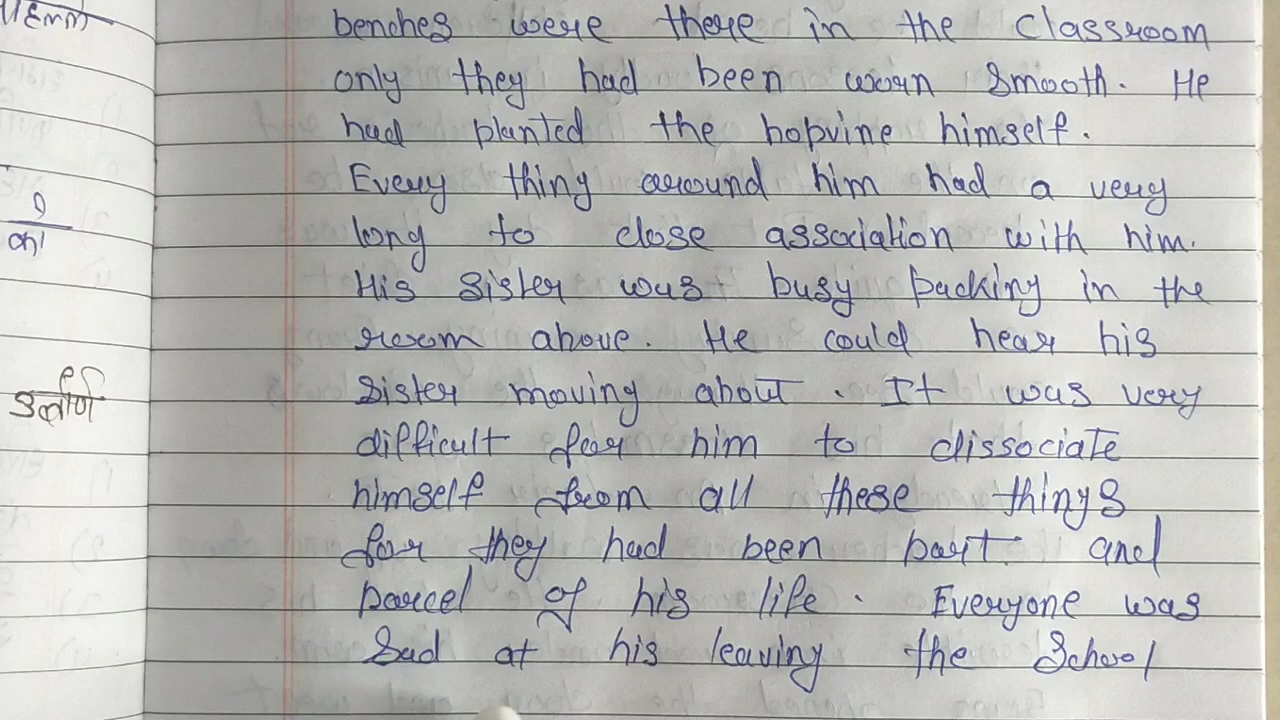 benches were there in the classroom
only they had been worn smooth. He
had planted the hopvine himself.
Every thing around him had a very
long to close association with him.
His sister was busy packing in the
room above. He could hear his
sister moving about. It was very
difficult for him to dissociate
himself from all these things
for they had been part and
parcel of his life. Everyone was
sad at his leaving the School